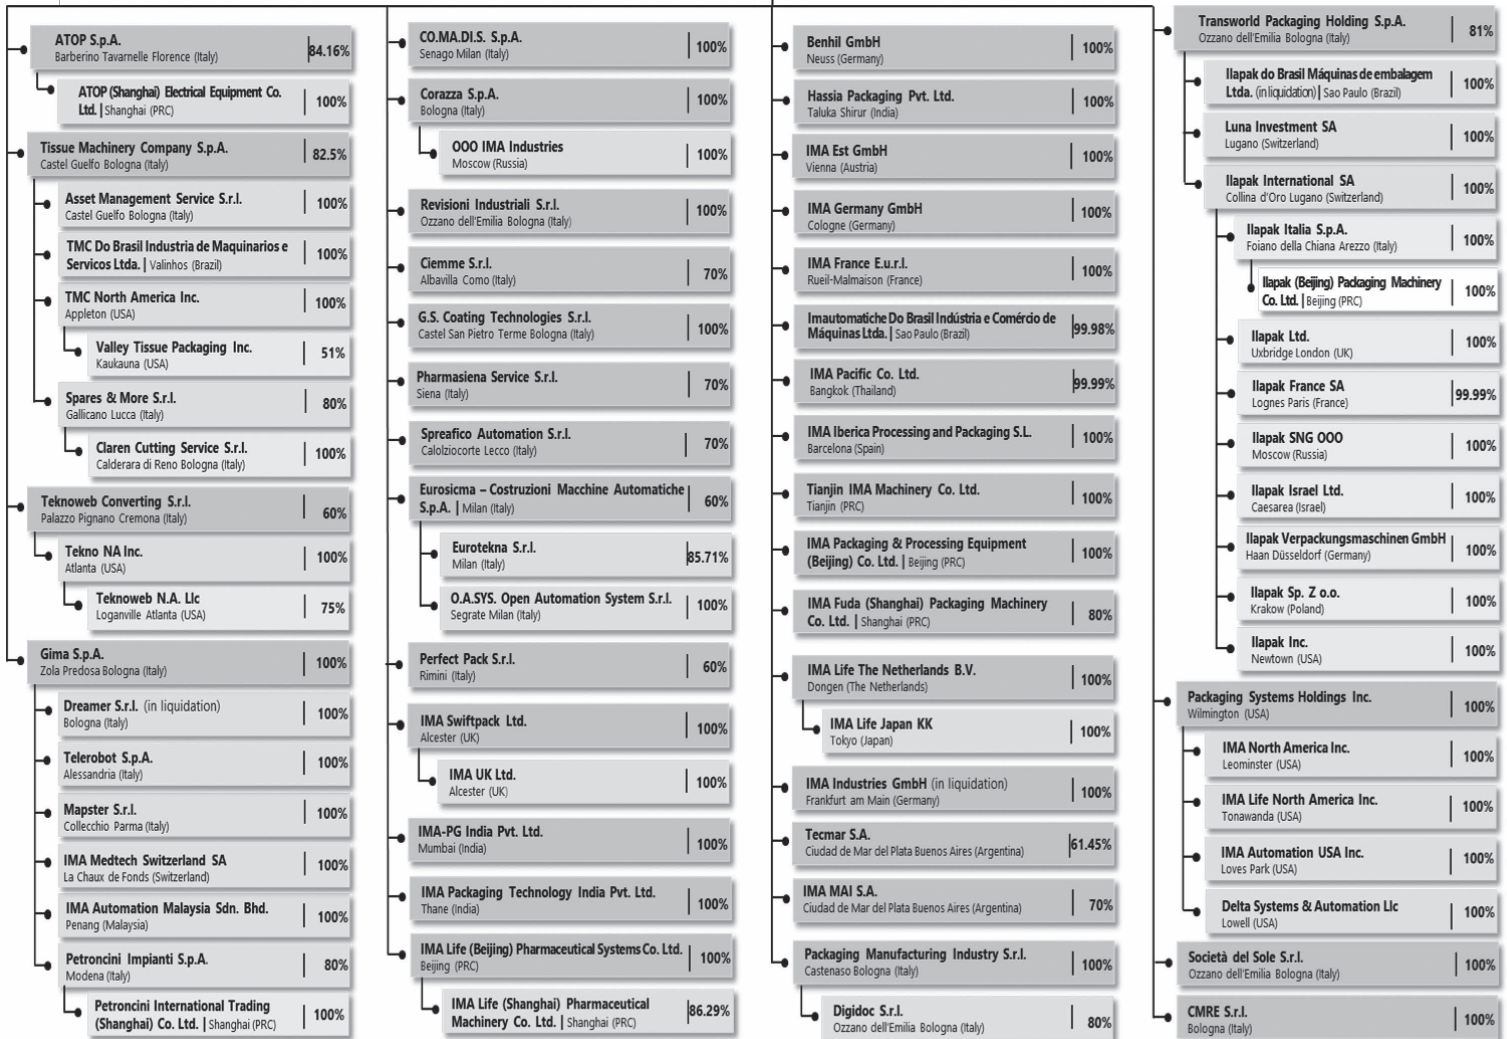 ATOP S.p.A.
Barberino Tavarnelle Florence (Italy)
84.16%
ATOP (Shanghai) Electrical Equipment Co.
Ltd. | Shanghai (PRC)
100%
Tissue Machinery Company S.p.A.
Castel Guelfo Bologna (Italy)
82.5%
Asset Management Service S.r.l.
Castel Guelfo Bologna (Italy)
100%
TMC Do Brasil Industria de Maquinarios e
Servicos Ltda. | Valinhos (Brazil)
100%
TMC North America Inc.
Appleton (USA)
100%
Valley Tissue Packaging Inc.
Kaukauna (USA)
51%
Spares & More S.r.l.
Gallicano Lucca (Italy)
80%
Claren Cutting Service S.r.l.
Calderara di Reno Bologna (Italy)
100%
Teknoweb Converting S.r.l.
Palazzo Pignano Cremona (Italy)
60%
Tekno NA Inc.
Atlanta (USA)
100%
Teknoweb N.A. Llc
Loganville Atlanta (USA)
75%
Gima S.p.A.
Zola Predosa Bologna (Italy)
100%
Dreamer S.r.l. (in liquidation)
Bologna (Italy)
100%
Telerobot S.p.A.
Alessandria (Italy)
100%
Mapster S.r.l.
Collecchio Parma (Italy)
100%
IMA Medtech Switzerland SA
La Chaux de Fonds (Switzerland)
100%
IMA Automation Malaysia Sdn. Bhd.
Penang (Malaysia)
100%
Petroncini Impianti S.p.A.
Modena (Italy)
80%
Petroncini International Trading
(Shanghai) Co. Ltd. | Shanghai (PRC)
100%
CO.MA.DI.S. S.p.A.
Senago Milan (Italy)
100%
Corazza S.p.A.
Bologna (Italy)
100%
OOO IMA Industries
Moscow (Russia)
100%
Revisioni Industriali S.r.l.
Ozzano dell'Emilia Bologna (Italy)
100%
Ciemme S.r.l.
Albavilla Como (Italy)
70%
G.S. Coating Technologies S.r.l.
Castel San Pietro Terme Bologna (Italy)
100%
Pharmasiena Service S.r.l.
Siena (Italy)
70%
Spreafico Automation S.r.l.
Calolziocorte Lecco (Italy)
70%
Eurosicma – Costruzioni Macchine Automatiche
S.p.A. | Milan (Italy)
60%
Eurotekna S.r.l.
Milan (Italy)
85.71%
O.A.SYS. Open Automation System S.r.l.
Segrate Milan (Italy)
100%
Perfect Pack S.r.l.
Rimini (Italy)
60%
IMA Swiftpack Ltd.
Alcester (UK)
100%
IMA UK Ltd.
Alcester (UK)
100%
IMA-PG India Pvt. Ltd.
Mumbai (India)
100%
IMA Packaging Technology India Pvt. Ltd.
Thane (India)
100%
IMA Life (Beijing) Pharmaceutical Systems Co. Ltd.
Beijing (PRC)
100%
IMA Life (Shanghai) Pharmaceutical
Machinery Co. Ltd. | Shanghai (PRC)
86.29%
Benhil GmbH
Neuss (Germany)
100%
Hassia Packaging Pvt. Ltd.
Taluka Shirur (India)
100%
IMA Est GmbH
Vienna (Austria)
100%
IMA Germany GmbH
Cologne (Germany)
100%
IMA France E.u.r.l.
Rueil-Malmaison (France)
100%
Imautomatiche Do Brasil Indústria e Comércio de
Máquinas Ltda. | Sao Paulo (Brazil)
99.98%
IMA Pacific Co. Ltd.
Bangkok (Thailand)
99.99%
IMA Iberica Processing and Packaging S.L.
Barcelona (Spain)
100%
Tianjin IMA Machinery Co. Ltd.
Tianjin (PRC)
100%
IMA Packaging & Processing Equipment
(Beijing) Co. Ltd. | Beijing (PRC)
100%
IMA Fuda (Shanghai) Packaging Machinery
Co. Ltd. | Shanghai (PRC)
80%
IMA Life The Netherlands B.V.
Dongen (The Netherlands)
100%
IMA Life Japan KK
Tokyo (Japan)
100%
IMA Industries GmbH (in liquidation)
Frankfurt am Main (Germany)
100%
Tecmar S.A.
Ciudad de Mar del Plata Buenos Aires (Argentina)
61.45%
IMA MAI S.A.
Ciudad de Mar del Plata Buenos Aires (Argentina)
70%
Packaging Manufacturing Industry S.r.l.
Castenaso Bologna (Italy)
100%
Digidoc S.r.l.
Ozzano dell'Emilia Bologna (Italy)
80%
Transworld Packaging Holding S.p.A.
Ozzano dell'Emilia Bologna (Italy)
81%
Ilapak do Brasil Máquinas de embalagem
Ltda. (in liquidation) | Sao Paulo (Brazil)
100%
Luna Investment SA
Lugano (Switzerland)
100%
Ilapak International SA
Collina d'Oro Lugano (Switzerland)
100%
Ilapak Italia S.p.A.
Foiano della Chiana Arezzo (Italy)
100%
Ilapak (Beijing) Packaging Machinery
Co. Ltd. | Beijing (PRC)
100%
Ilapak Ltd.
Uxbridge London (UK)
100%
Ilapak France SA
Lognes Paris (France)
99.99%
Ilapak SNG OOO
Moscow (Russia)
100%
Ilapak Israel Ltd.
Caesarea (Israel)
100%
Ilapak Verpackungsmaschinen GmbH
Haan Düsseldorf (Germany)
100%
Ilapak Sp. Z o.o.
Krakow (Poland)
100%
Ilapak Inc.
Newtown (USA)
100%
Packaging Systems Holdings Inc.
Wilmington (USA)
100%
IMA North America Inc.
Leominster (USA)
100%
IMA Life North America Inc.
Tonawanda (USA)
100%
IMA Automation USA Inc.
Loves Park (USA)
100%
Delta Systems & Automation Llc
Lowell (USA)
100%
Società del Sole S.r.l.
Ozzano dell'Emilia Bologna (Italy)
100%
CMRE S.r.l.
Bologna (Italy)
100%